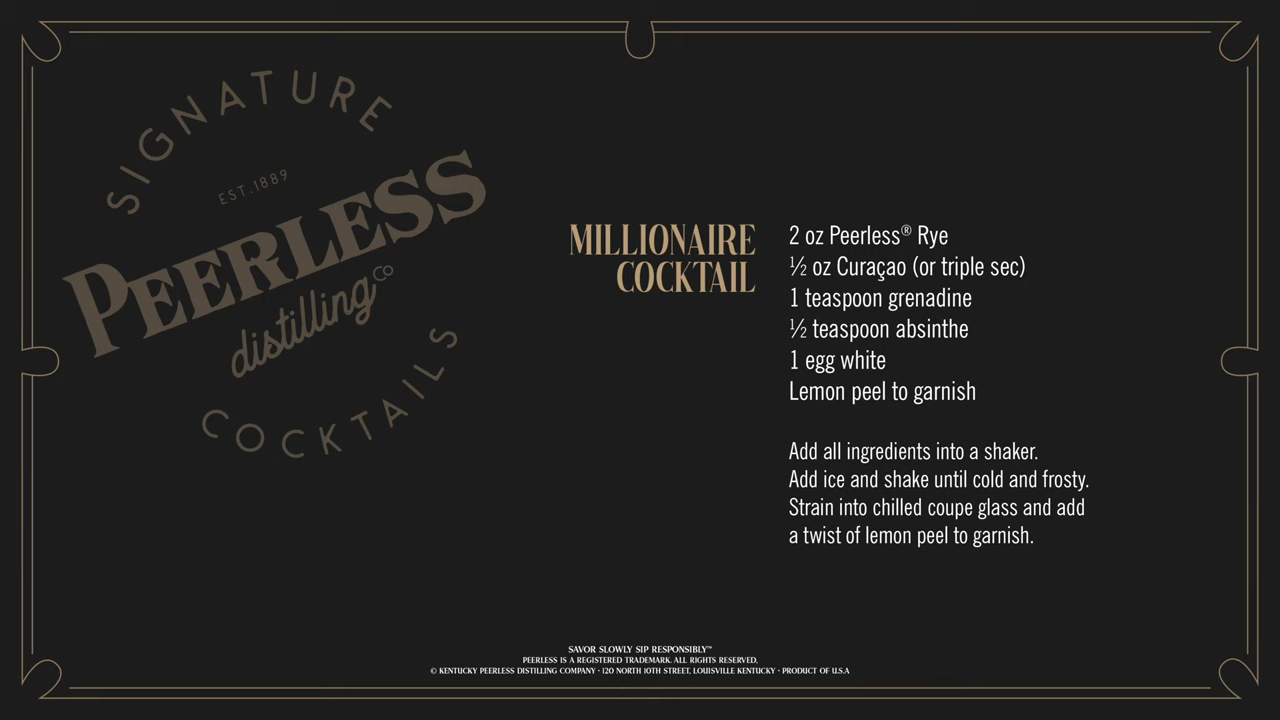 SIGNATURE
EST.1889
PEERLESS
distilling Co
COCKTAILS
MILLIONAIRE
COCKTAIL
2 oz Peerless® Rye
½ oz Curaçao (or triple sec)
1 teaspoon grenadine
½ teaspoon absinthe
1 egg white
Lemon peel to garnish
Add all ingredients into a shaker.
Add ice and shake until cold and frosty.
Strain into chilled coupe glass and add
a twist of lemon peel to garnish.
SAVOR SLOWLY SIP RESPONSIBLY™
PEERLESS IS A REGISTERED TRADEMARK. ALL RIGHTS RESERVED.
© KENTUCKY PEERLESS DISTILLING COMPANY • 120 NORTH 10TH STREET, LOUISVILLE KENTUCKY • PRODUCT OF U.S.A